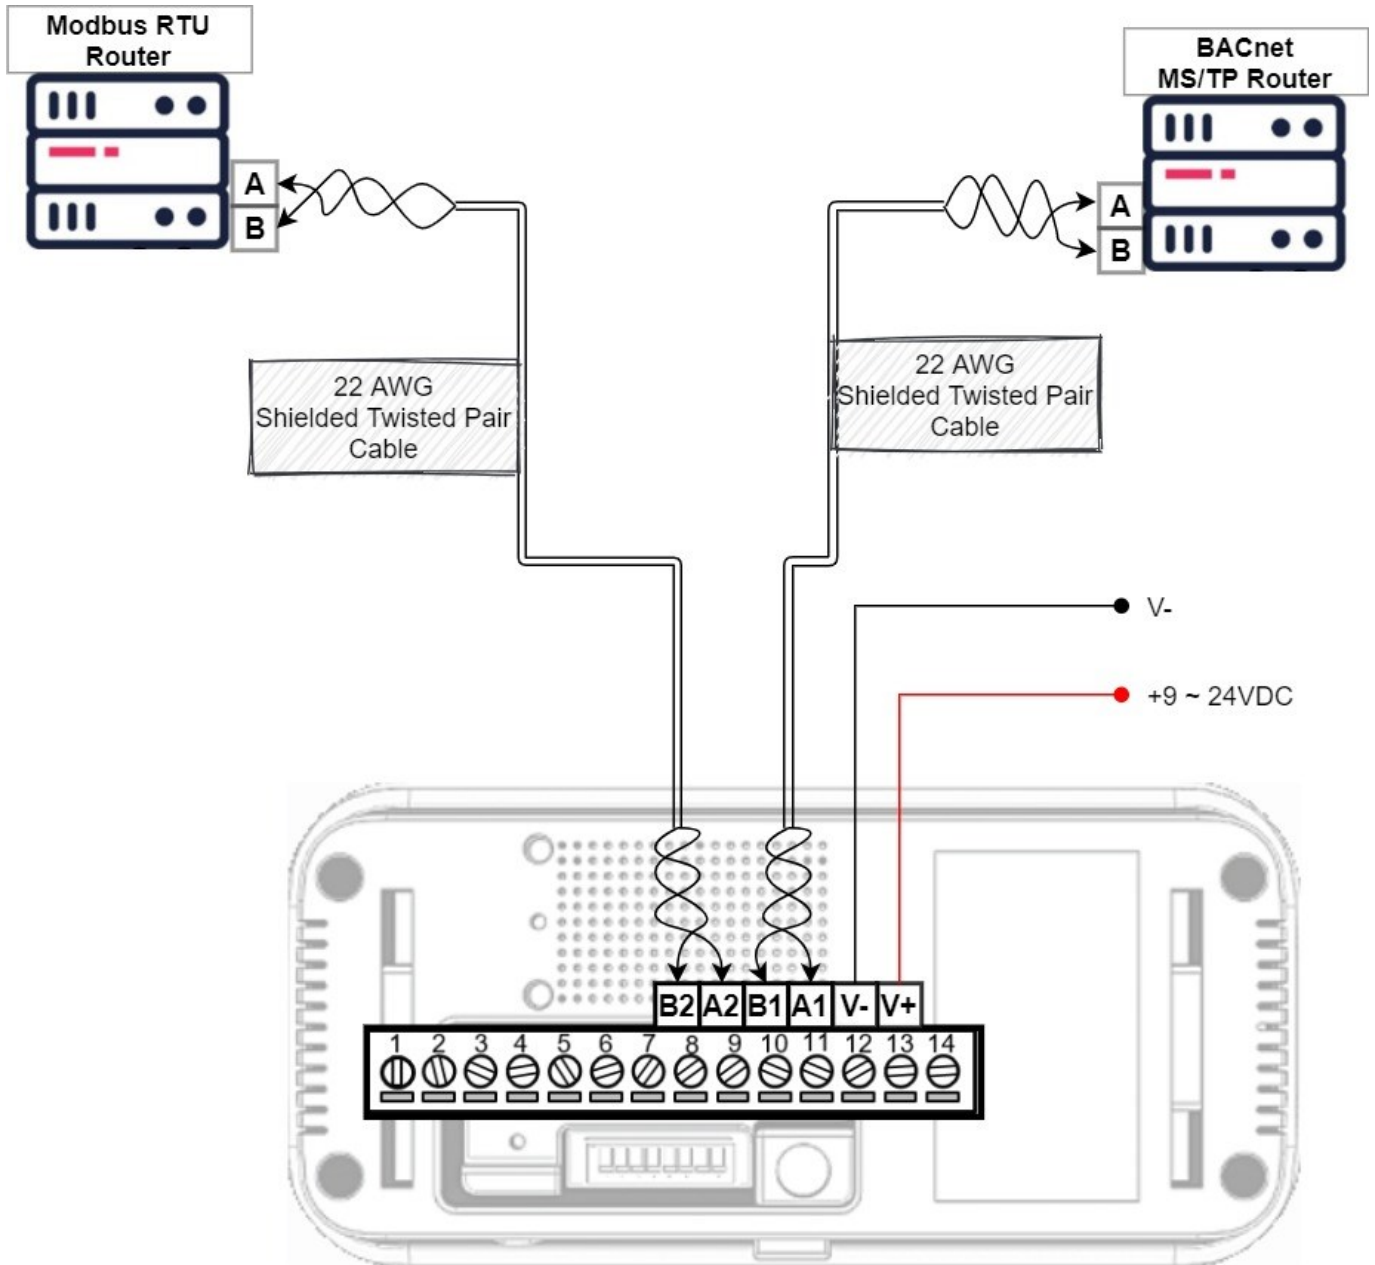 Modbus RTU
Router
BACnet
MS/TP Router
A
B
A
B
22 AWG
Shielded Twisted Pair
Cable
22 AWG
Shielded Twisted Pair
Cable
V-
+9 ~ 24VDC
B2 A2 B1 A1 V- V+
1 2 3 4 5 6 7 8 9 10 11 12 13 14